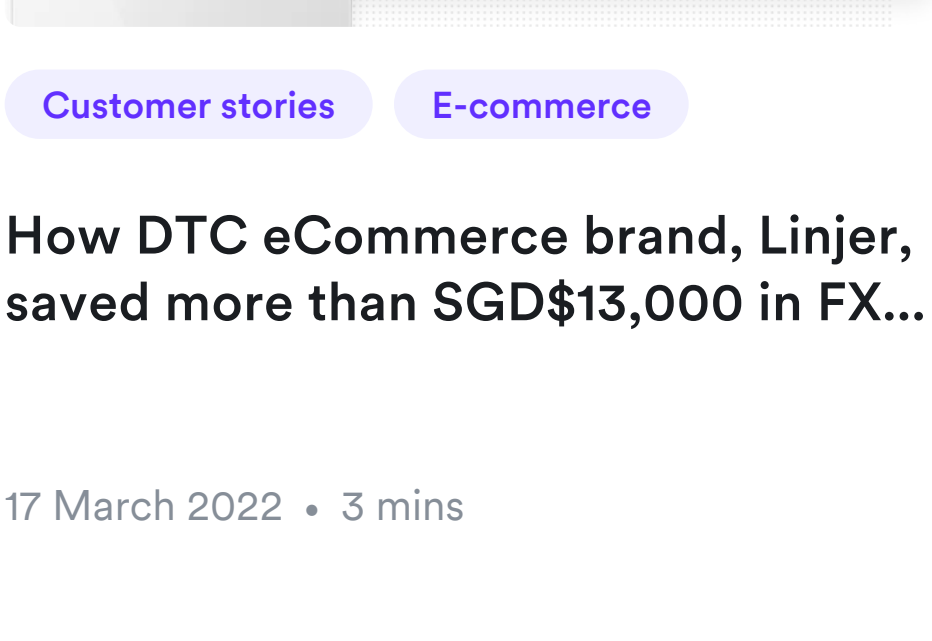 Customer stories
E-commerce
How DTC eCommerce brand, Linjer,
saved more than SGD$13,000 in FX...
17 March 2022 • 3 mins